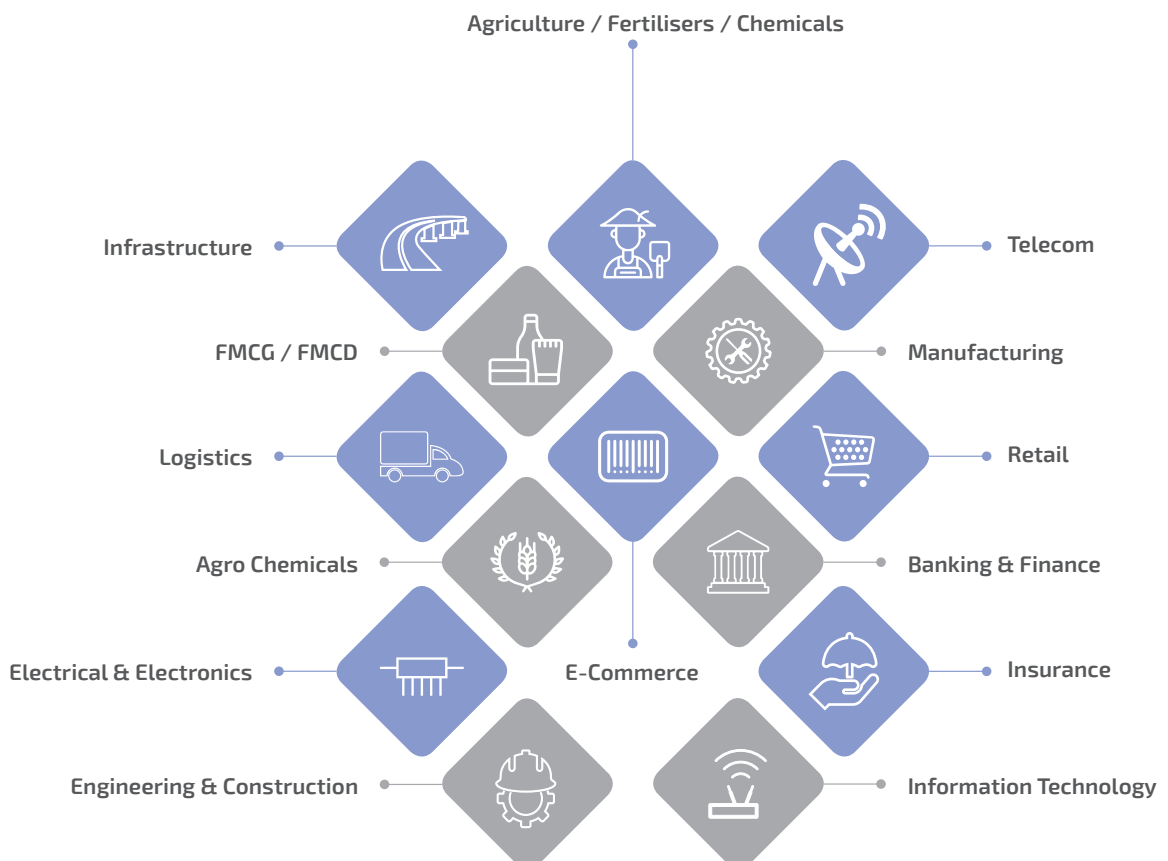 Agriculture / Fertilisers / Chemicals
Infrastructure
Telecom
FMCG / FMCD
Manufacturing
Logistics
Retail
Agro Chemicals
Banking & Finance
Electrical & Electronics
E-Commerce
Insurance
Engineering & Construction
Information Technology